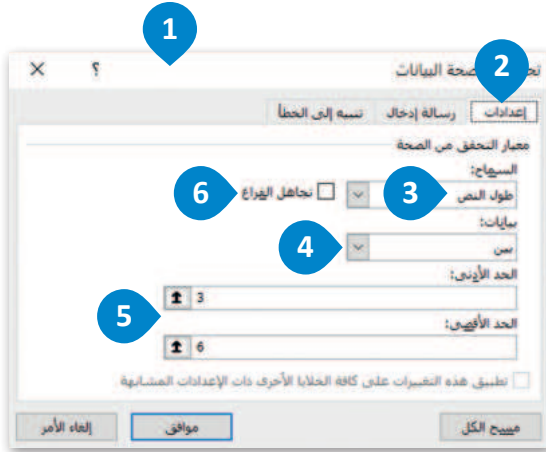 1
تح صحة البيانات 2 ؟ ×
إعدادات رسالة إدخال تنبيه إلى الخطأ
معيار التحقق من الصحة
السماح:
طول النص 3 تجاهل الفراغ 6
بيانات:
بين 4
الحد الأدنى:
3
5
الحد الأقصى:
6
تطبيق هذه التغييرات على كافة الخلايا الأخرى ذات الإعدادات المشابهة
مسح الكل موافق إلغاء الأمر